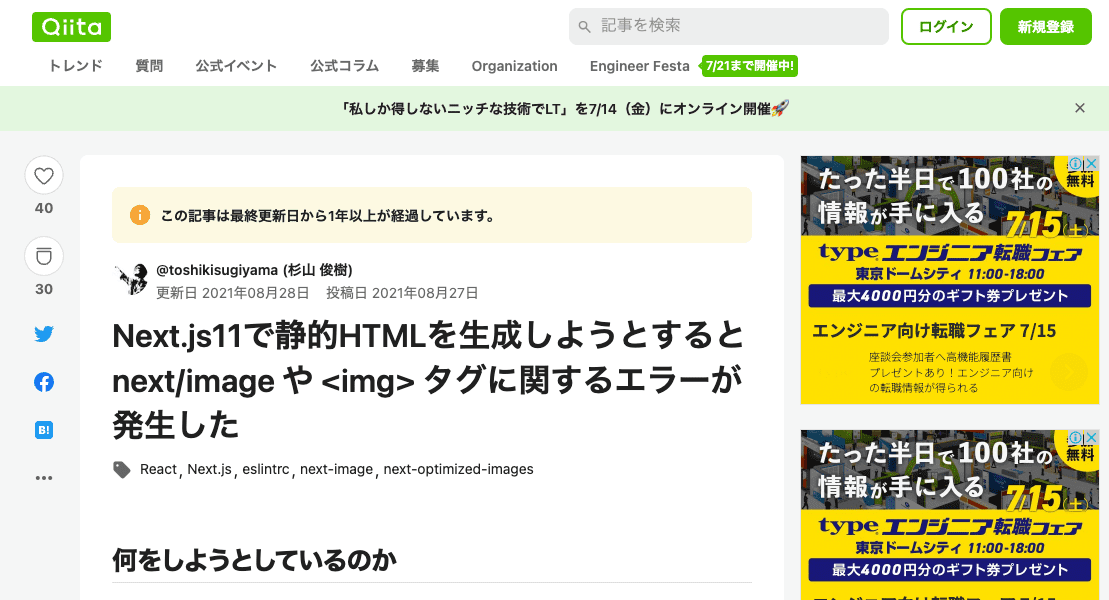 Qiita
記事を検索
ログイン
新規登録
トレンド 質問 公式イベント 公式コラム 募集 Organization Engineer Festa 7/21まで開催中!
「私しか得しないニッチな技術でLT」を7/14（金）にオンライン開催🚀
40
30
B!
この記事は最終更新日から1年以上が経過しています。
@toshikisugiyama (杉山 俊樹)
更新日 2021年08月28日 投稿日 2021年08月27日
Next.js11で静的HTMLを生成しようとすると
next/image や <img> タグに関するエラーが
発生した
React, Next.js, eslintrc, next-image, next-optimized-images
何をしようとしているのか
たった半日で100社の
情報が手に入る
無料
7/15(土)
type エンジニア転職フェア
東京ドームシティ 11:00-18:00
最大4000円分のギフト券プレゼント
エンジニア向け転職フェア 7/15
座談会参加者へ高機能履歴書
プレゼントあり！エンジニア向け
の転職情報が得られる
たった半日で100社の
情報が手に入る
無料
7/15(土)
type エンジニア転職フェア
東京ドームシティ 11:00-18:00
最大4000円分のギフト券プレゼント